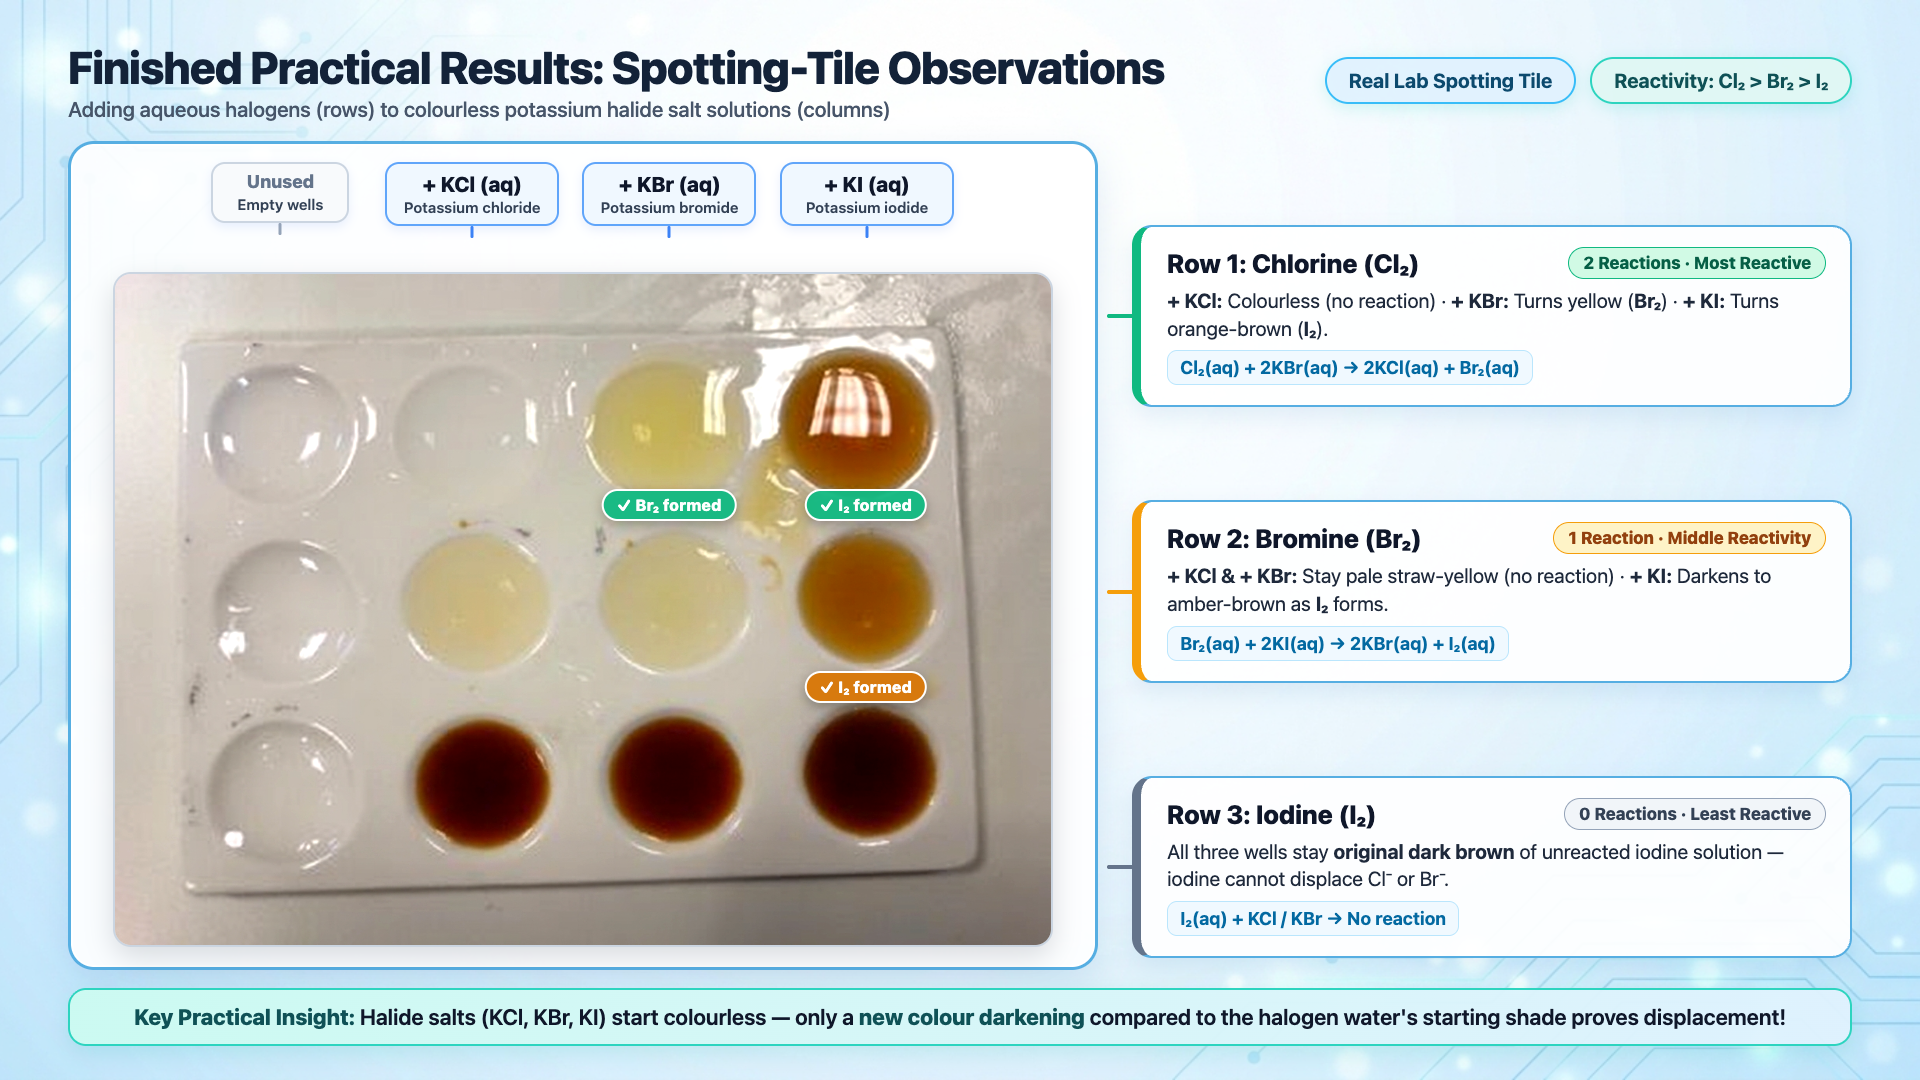 Finished Practical Results: Spotting-Tile Observations
Adding aqueous halogens (rows) to colourless potassium halide salt solutions (columns)
Real Lab Spotting Tile
Reactivity: Cl₂ > Br₂ > I₂
Unused
Empty wells
+ KCl (aq)
Potassium chloride
+ KBr (aq)
Potassium bromide
+ KI (aq)
Potassium iodide
✓ Br₂ formed
✓ I₂ formed
✓ I₂ formed
Row 1: Chlorine (Cl₂)
2 Reactions · Most Reactive
+ KCl: Colourless (no reaction) · + KBr: Turns yellow (Br₂) · + KI: Turns
orange-brown (I₂).
Cl₂(aq) + 2KBr(aq) → 2KCl(aq) + Br₂(aq)
Row 2: Bromine (Br₂)
1 Reaction · Middle Reactivity
+ KCl & + KBr: Stay pale straw-yellow (no reaction) · + KI: Darkens to
amber-brown as I₂ forms.
Br₂(aq) + 2KI(aq) → 2KBr(aq) + I₂(aq)
Row 3: Iodine (I₂)
0 Reactions · Least Reactive
All three wells stay original dark brown of unreacted iodine solution —
iodine cannot displace Cl⁻ or Br⁻.
I₂(aq) + KCl / KBr → No reaction
Key Practical Insight: Halide salts (KCl, KBr, KI) start colourless — only a new colour darkening compared to the halogen water's starting shade proves displacement!